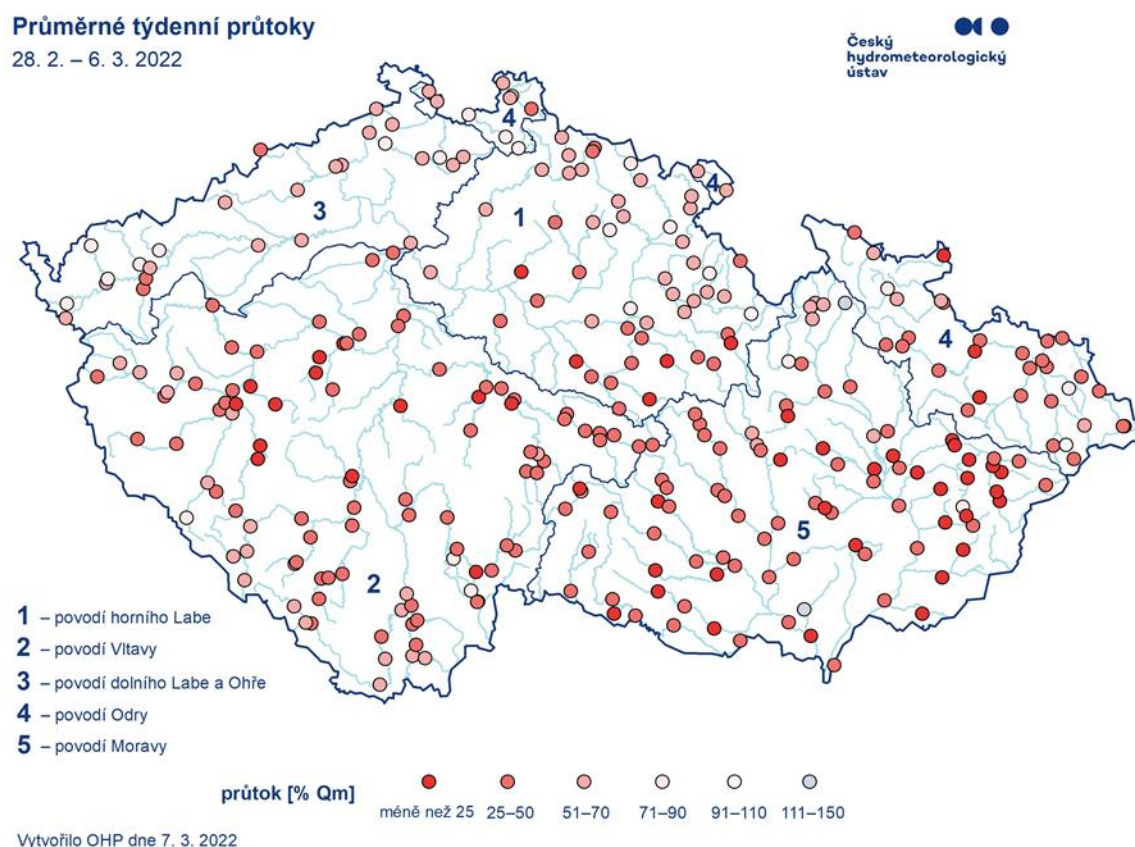 Průměrné týdenní průtoky
28. 2. – 6. 3. 2022
Český
hydrometeorologický
ústav
4
4
3
1
4
2
5
1 – povodí horního Labe
2 – povodí Vltavy
3 – povodí dolního Labe a Ohře
4 – povodí Odry
5 – povodí Moravy
průtok [% Qm]
méně než 25 25–50 51–70 71–90 91–110 111–150
Vytvořilo OHP dne 7. 3. 2022